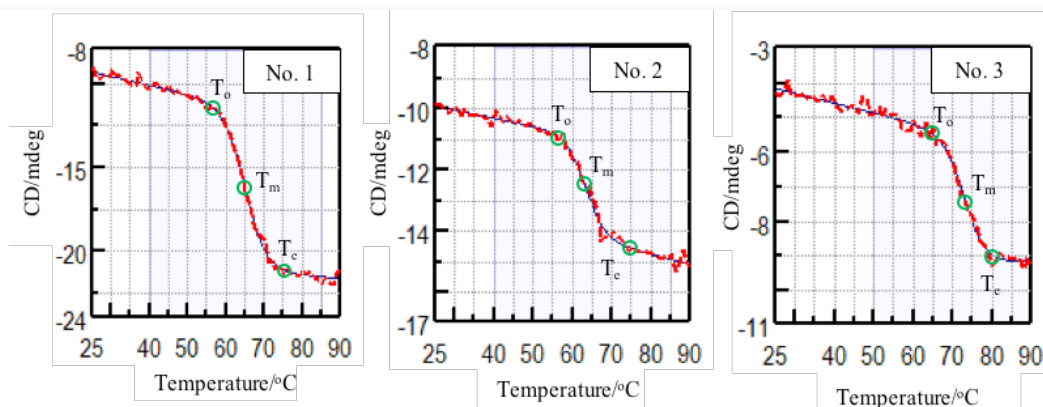 No. 1
-8
-15
-20
-24
CD/mdeg
To
Tm
Te
25 40 50 60 70 80 90
Temperature/°C
No. 2
-8
-10
-12
-14
-17
CD/mdeg
To
Tm
Te
25 40 50 60 70 80 90
Temperature/°C
No. 3
-3
-6
-8
-11
CD/mdeg
To
Tm
Te
25 40 50 60 70 80 90
Temperature/°C